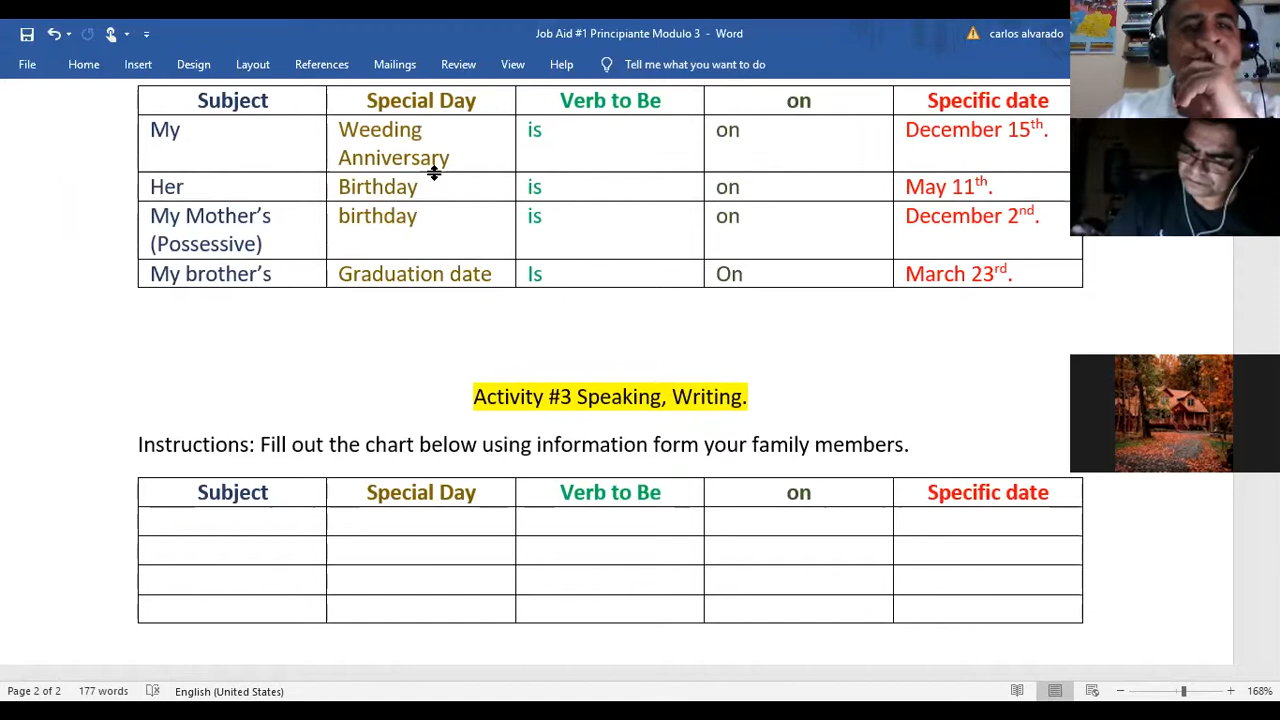 Job Aid #1 Principiante Modulo 3 - Word
carlos alvarado
File Home Insert Design Layout References Mailings Review View Help Tell me what you want to do
Subject Special Day Verb to Be on Specific date
My Weeding Anniversary is on December 15th.
Her Birthday is on May 11th.
My Mother's (Possessive) birthday is on December 2nd.
My brother's Graduation date Is On March 23rd.
Activity #3 Speaking, Writing.
Instructions: Fill out the chart below using information form your family members.
Subject Special Day Verb to Be on Specific date
Page 2 of 2 177 words English (United States) 168%